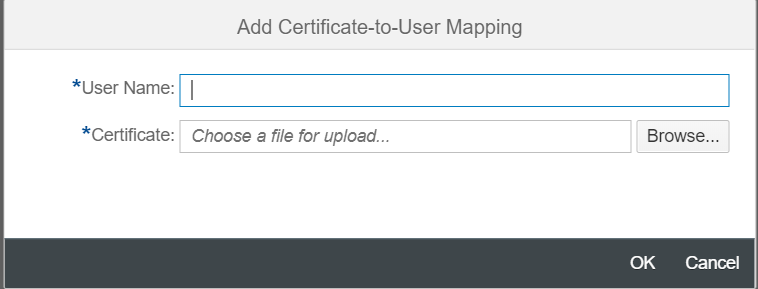 Add Certificate-to-User Mapping
*User Name:
*Certificate: Choose a file for upload... Browse...
OK Cancel